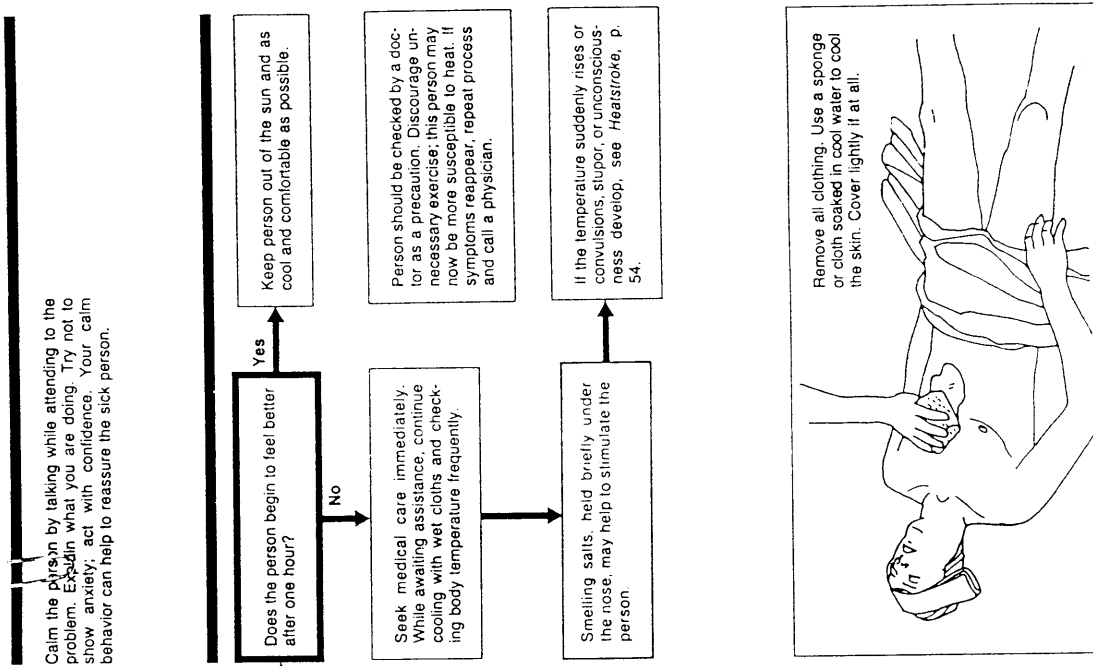 Calm the person by talking while attending to the
problem. Explain what you are doing. Try not to
show anxiety; act with confidence. Your calm
behavior can help to reassure the sick person.
Does the person begin to feel better
after one hour?
Yes
Keep person out of the sun and as
cool and comfortable as possible.
No
Seek medical care immediately.
While awaiting assistance, continue
cooling with wet cloths and check-
ing body temperature frequently.
Person should be checked by a doc-
tor as a precaution. Discourage un-
necessary exercise; this person may
now be more susceptible to heat. If
symptoms reappear, repeat process
and call a physician.
Smelling salts, held briefly under
the nose, may help to stimulate the
person.
If the temperature suddenly rises or
convulsions, stupor, or unconscious-
ness develop, see Heatstroke, p.
54.
Remove all clothing. Use a sponge
or cloth soaked in cool water to cool
the skin. Cover lightly if at all.